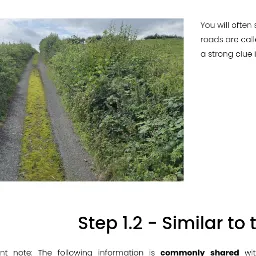 You will often
roads are call
a strong clue
Step 1.2 - Similar to t
nt note: The following information is commonly shared wit